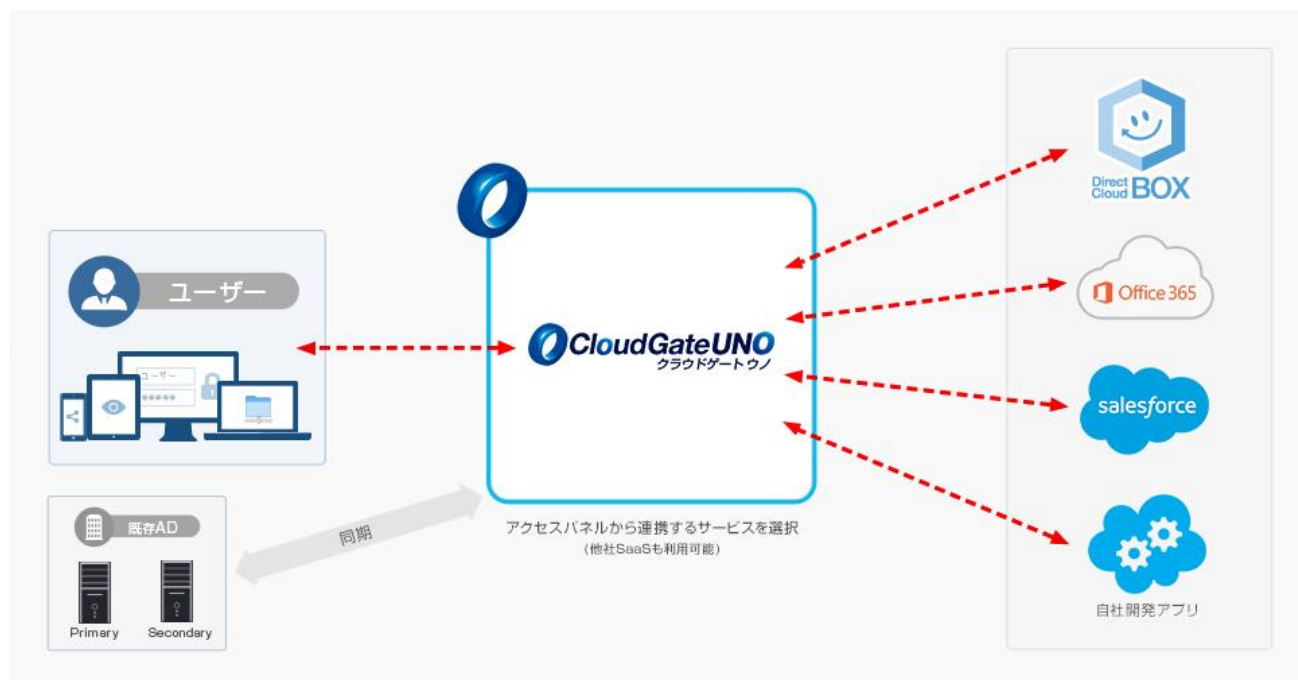 ユーザー
ユーザー
*****
既存AD
Primary
Secondary
同期
CloudGateUNO
クラウドゲート ウノ
アクセスパネルから連携するサービスを選択
(他社SaaSも利用可能)
Direct
Cloud BOX
Office 365
salesforce
自社開発アプリ